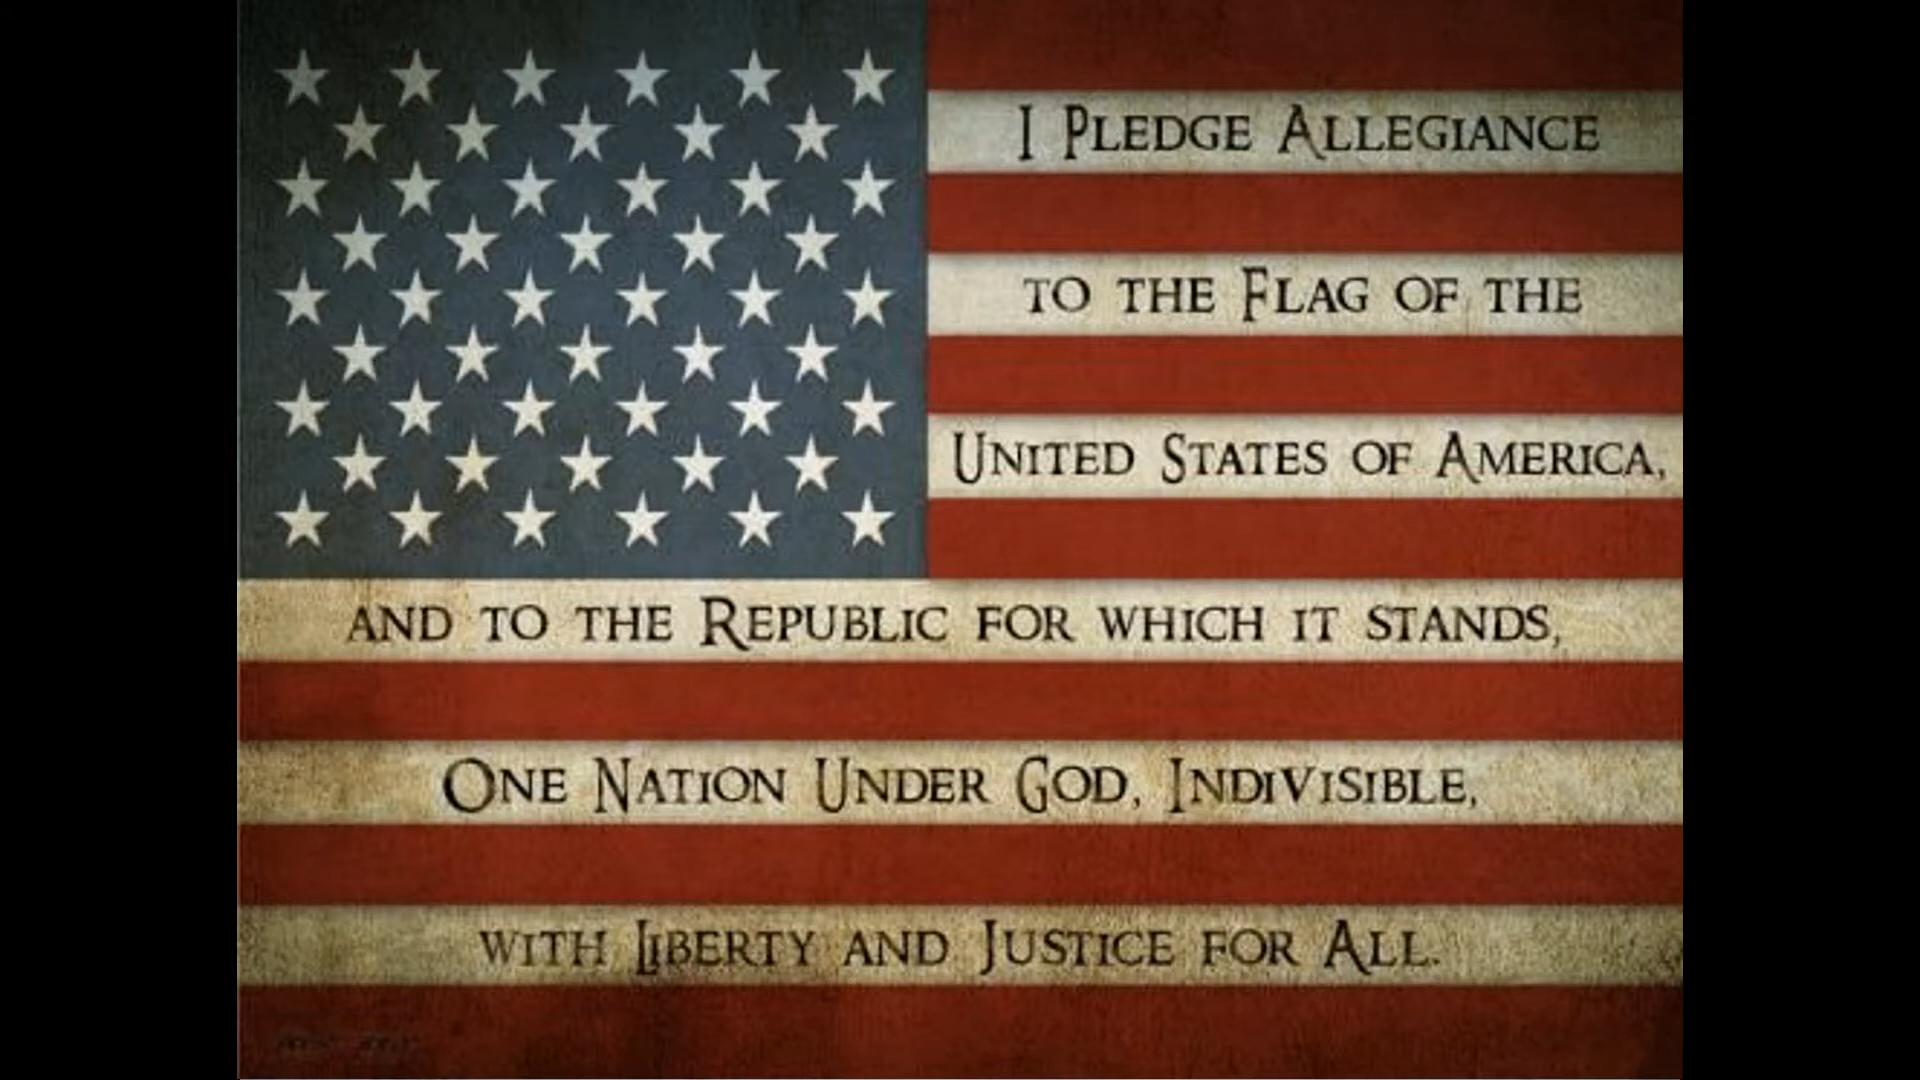 I Pledge Allegiance
to the Flag of the
United States of America,
and to the Republic for which it stands,
One Nation Under God, Indivisible,
with Liberty and Justice for All.